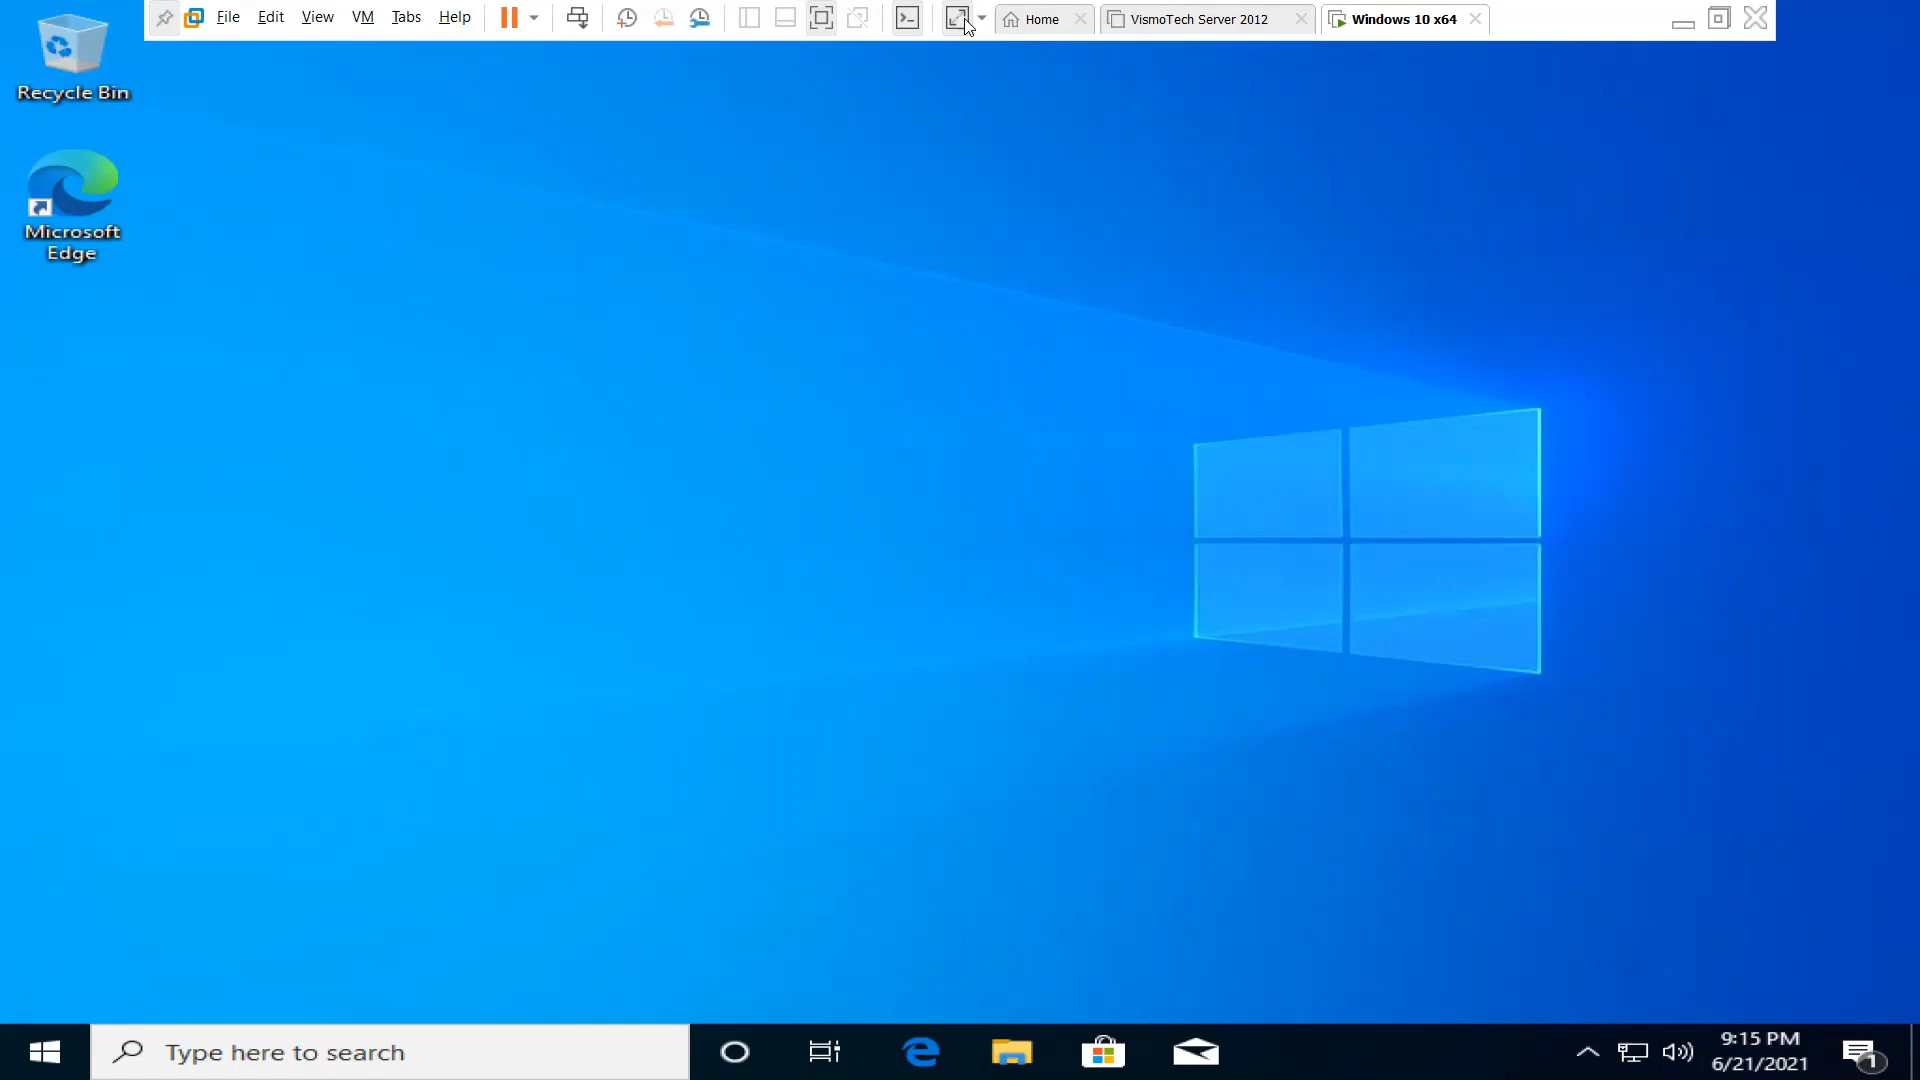 File Edit View VM Tabs Help Home VismoTech Server 2012 Windows 10 x64
Recycle Bin
Microsoft
Edge
Type here to search
9:15 PM
6/21/2021
1